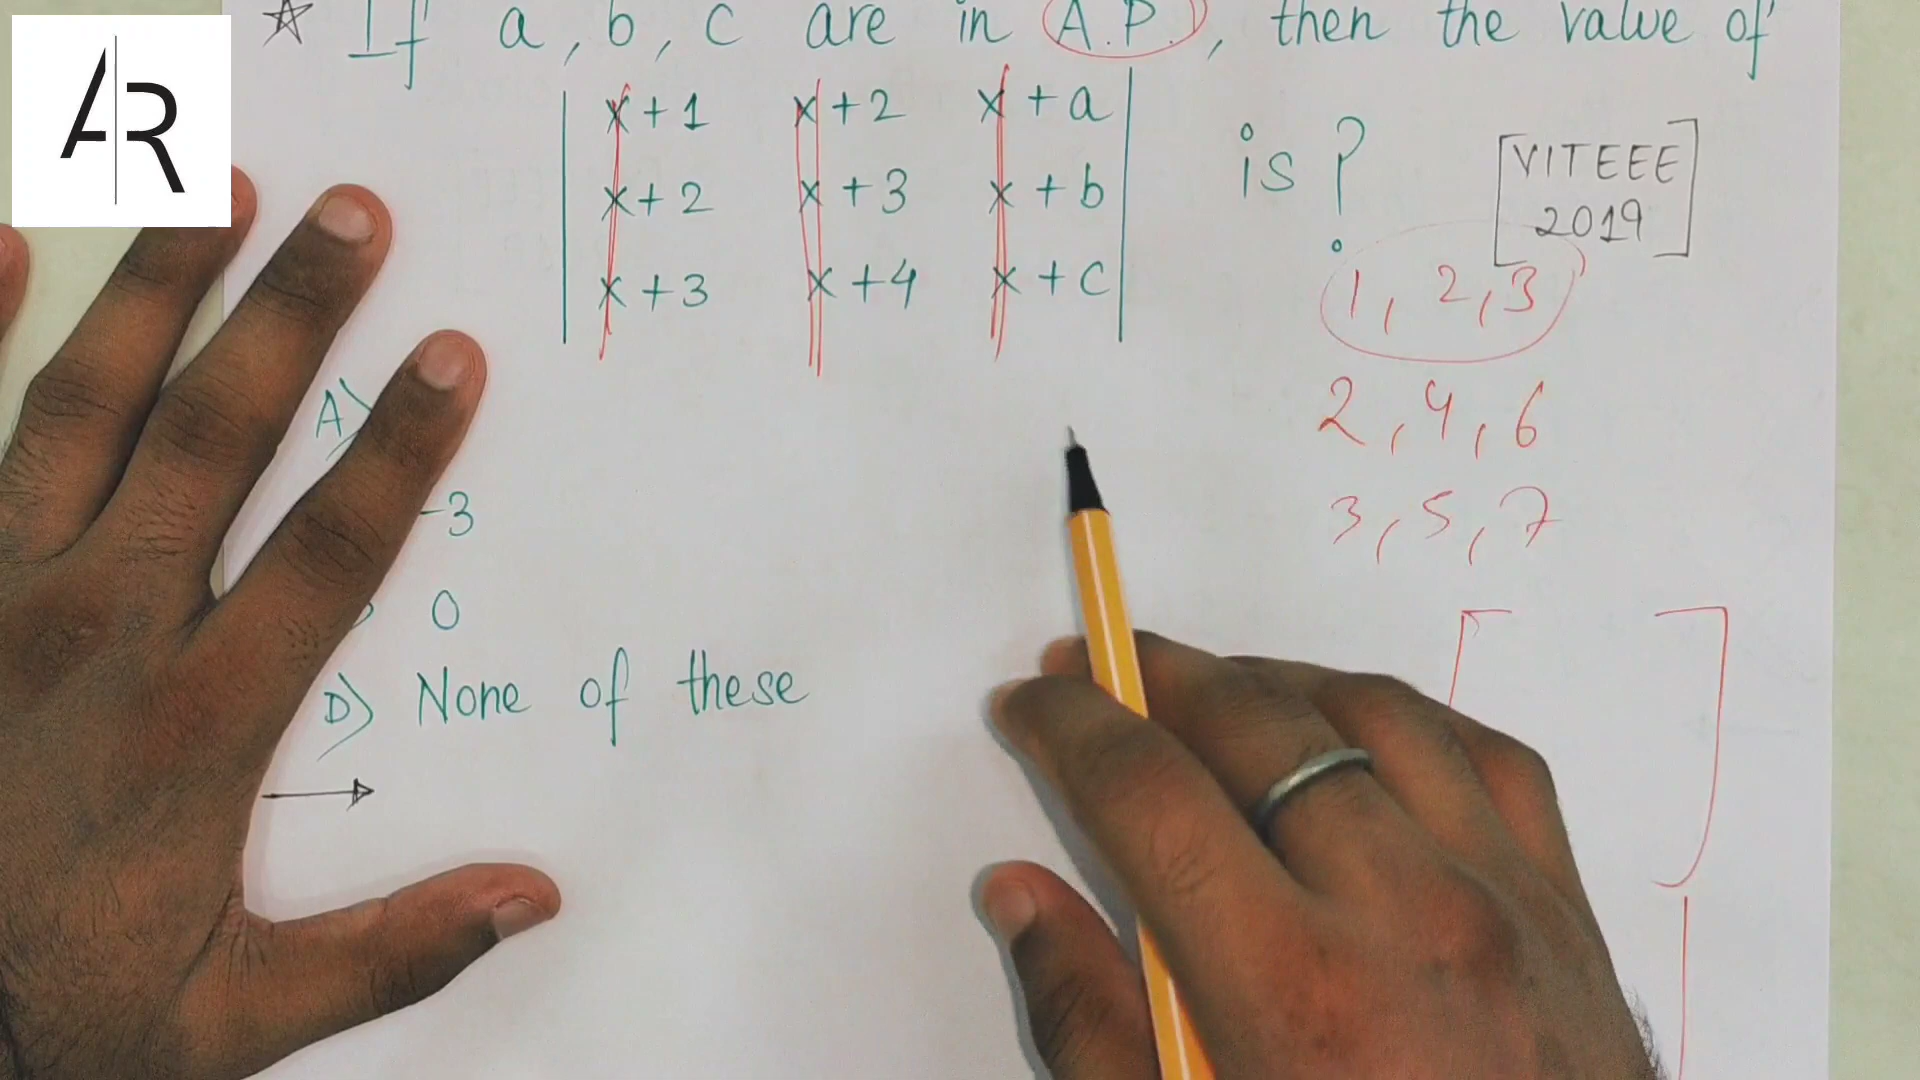 AR
☆ If a, b, c are in A.P., then the value of
| x+1 x+2 x+a |
| x+2 x+3 x+b |
| x+3 x+4 x+c |
is ?
[VITEEE
2019]
1, 2, 3
2, 4, 6
3, 5, 7
A)
-3
0
D) None of these